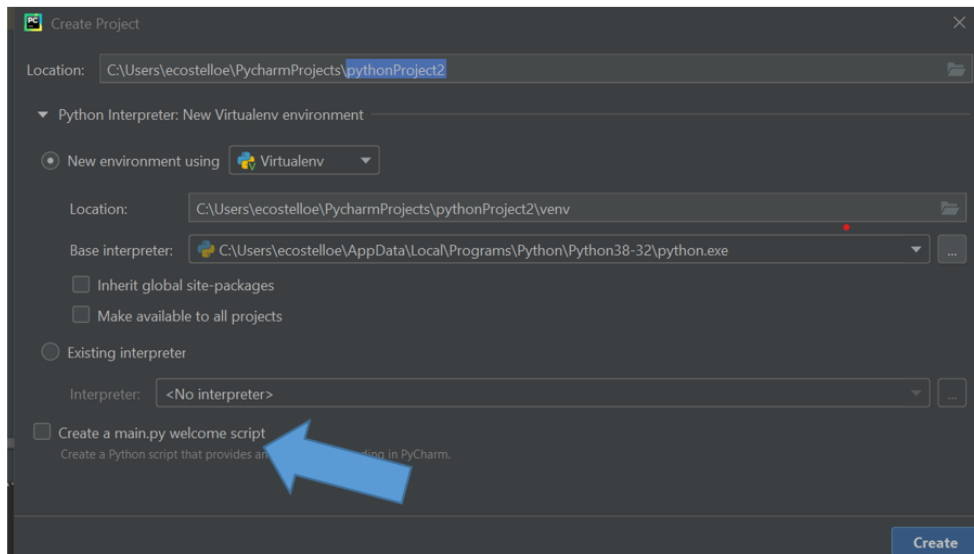 PC
Create Project
Location: C:\Users\ecostelloe\PycharmProjects\pythonProject2
Python Interpreter: New Virtualenv environment
New environment using Virtualenv
Location: C:\Users\ecostelloe\PycharmProjects\pythonProject2\venv
Base interpreter: C:\Users\ecostelloe\AppData\Local\Programs\Python\Python38-32\python.exe
...
Inherit global site-packages
Make available to all projects
Existing interpreter
Interpreter: <No interpreter>
...
Create a main.py welcome script
Create a Python script that provides an ding in PyCharm.
Create